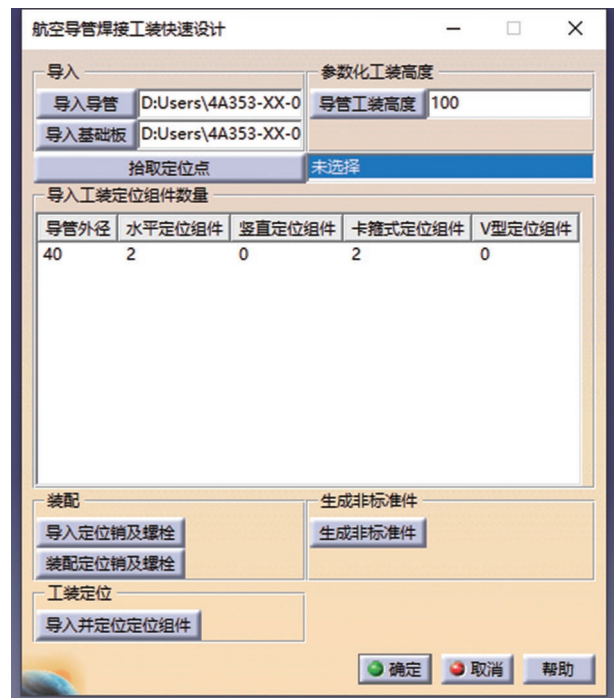 航空导管焊接工装快速设计
导入
参数化工装高度
导入导管 D:Users\4A353-XX-0
导管工装高度 100
导入基础板 D:Users\4A353-XX-0
拾取定位点 未选择
导入工装定位组件数量
导管外径 水平定位组件 竖直定位组件 卡箍式定位组件 V型定位组件
40 2 0 2 0
装配
生成非标准件
导入定位销及螺栓
生成非标准件
装配定位销及螺栓
工装定位
导入并定位定位组件
确定 取消 帮助